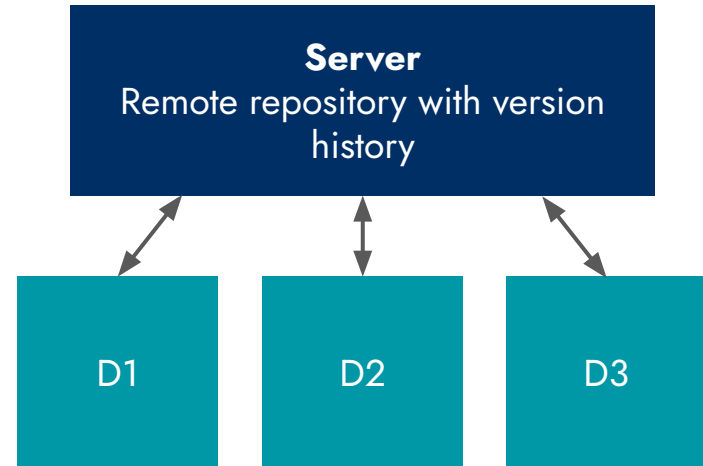 Server
Remote repository with version
history
D1
D2
D3